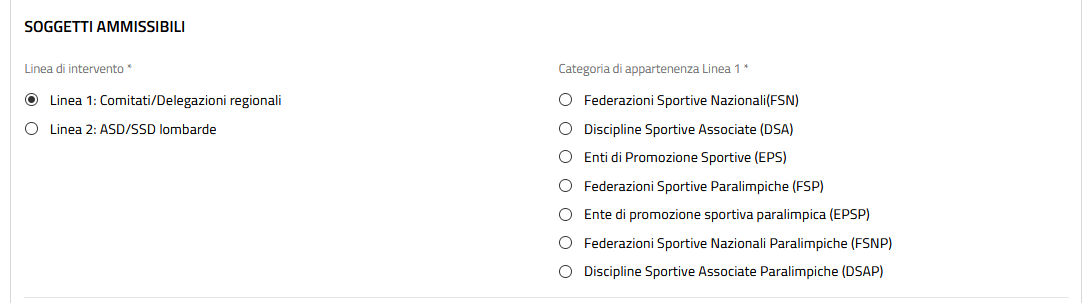 SOGGETTI AMMISSIBILI
Linea di intervento *
Linea 1: Comitati/Delegazioni regionali
Linea 2: ASD/SSD lombarde
Categoria di appartenenza Linea 1 *
Federazioni Sportive Nazionali(FSN)
Discipline Sportive Associate (DSA)
Enti di Promozione Sportive (EPS)
Federazioni Sportive Paralimpiche (FSP)
Ente di promozione sportiva paralimpica (EPSP)
Federazioni Sportive Nazionali Paralimpiche (FSNP)
Discipline Sportive Associate Paralimpiche (DSAP)